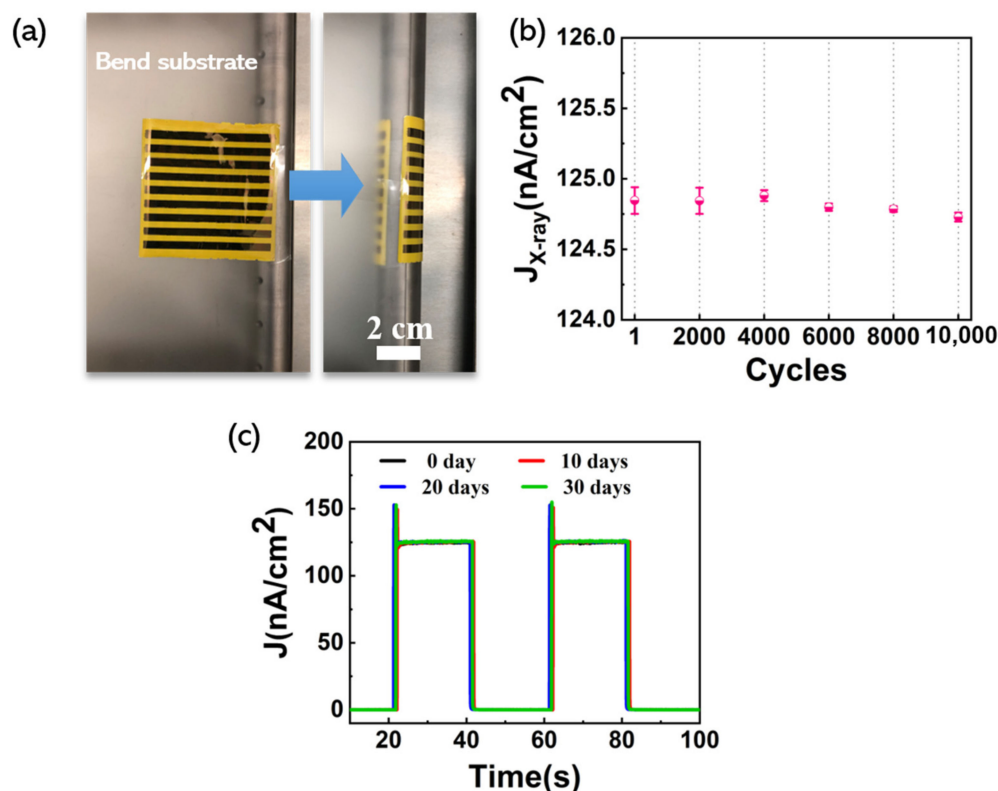 (a)
Bend substrate
2 cm
(b)
126.0
125.5
125.0
124.5
124.0
J_X-ray(nA/cm²)
1 2000 4000 6000 8000 10,000
Cycles
(c)
200
150
100
50
0
J(nA/cm²)
0 day 10 days
20 days 30 days
20 40 60 80 100
Time(s)